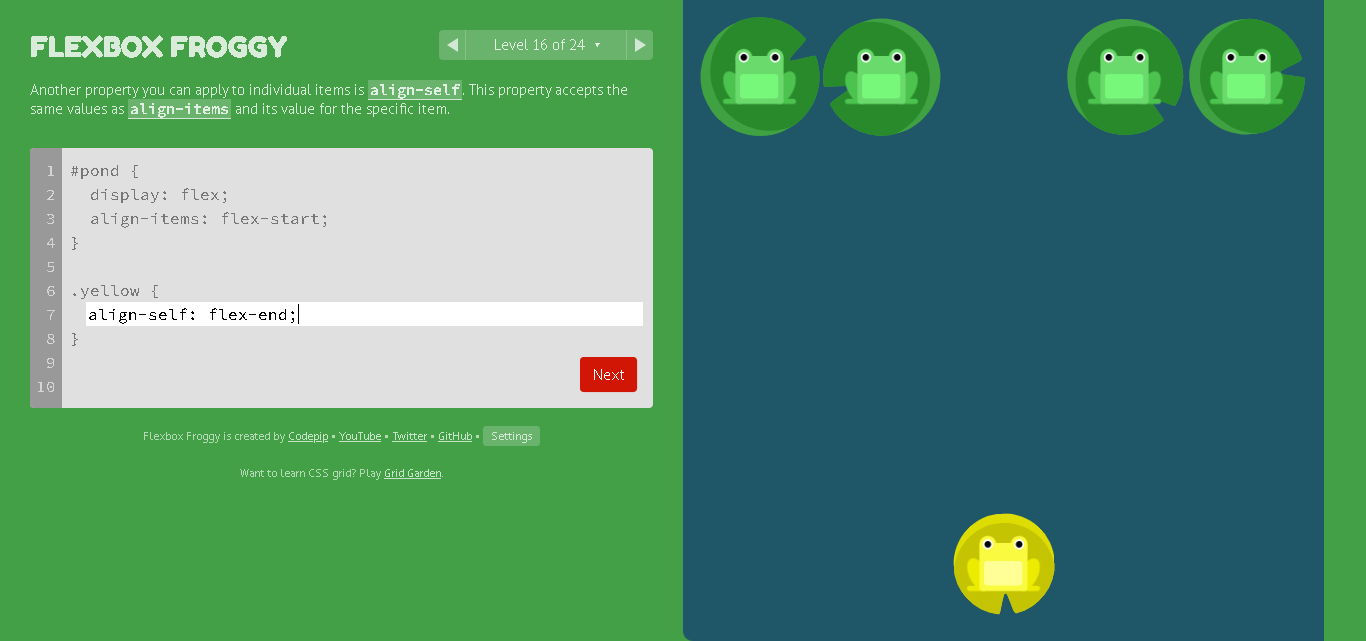 FLEXBOX FROGGY
Level 16 of 24
Another property you can apply to individual items is align-self. This property accepts the
same values as align-items and its value for the specific item.
1 #pond {
2 display: flex;
3 align-items: flex-start;
4 }
5
6 .yellow {
7 align-self: flex-end;
8 }
9
10
Next
Flexbox Froggy is created by Codepip • YouTube • Twitter • GitHub • Settings
Want to learn CSS grid? Play Grid Garden.